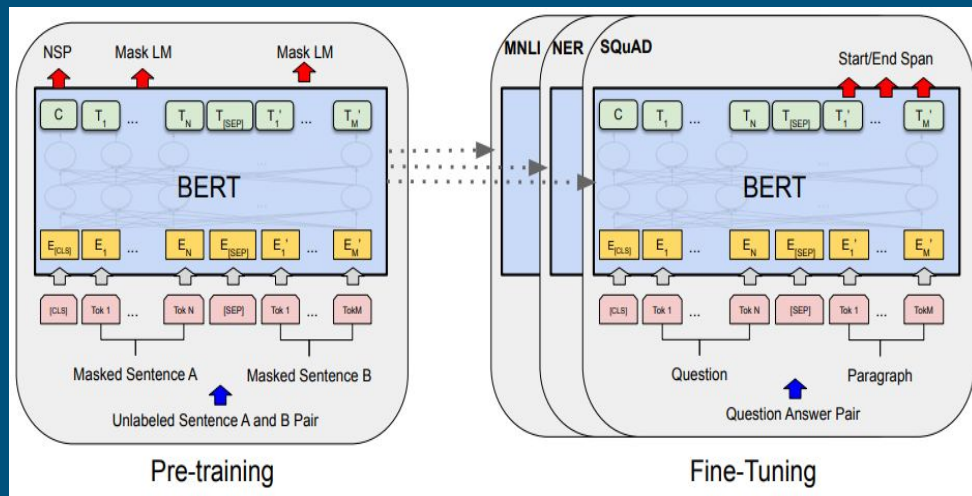 NSP Mask LM Mask LM
C T1 ... TN T[SEP] T1' ... TM'
BERT
E[CLS] E1 ... EN E[SEP] E1' ... EM'
[CLS] Tok 1 ... Tok N [SEP] Tok 1 ... TokM
Masked Sentence A Masked Sentence B
Unlabeled Sentence A and B Pair
Pre-training
MNLI NER SQuAD
Start/End Span
C T1 ... TN T[SEP] T1' ... TM'
BERT
E[CLS] E1 ... EN E[SEP] E1' ... EM'
[CLS] Tok 1 ... Tok N [SEP] Tok 1 ... TokM
Question Paragraph
Question Answer Pair
Fine-Tuning